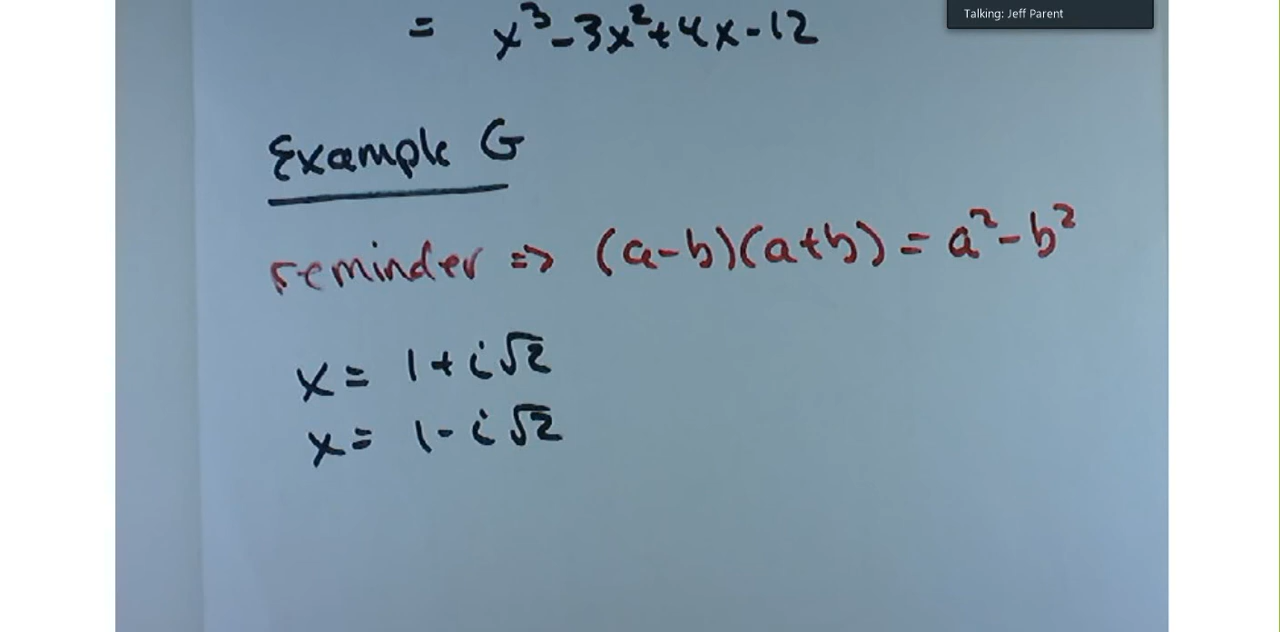 Talking: Jeff Parent
= x³-3x²+4x-12
Example G
reminder => (a-b)(a+b) = a²-b²
x = 1+i√2
x = 1-i√2